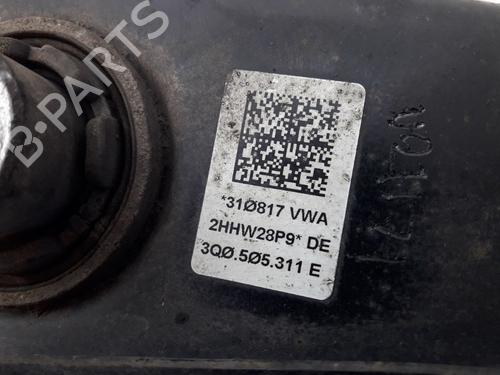 B-PARTS
*31Ø817 VWA
2HHW28P9* DE
3QØ.5Ø5.311 E